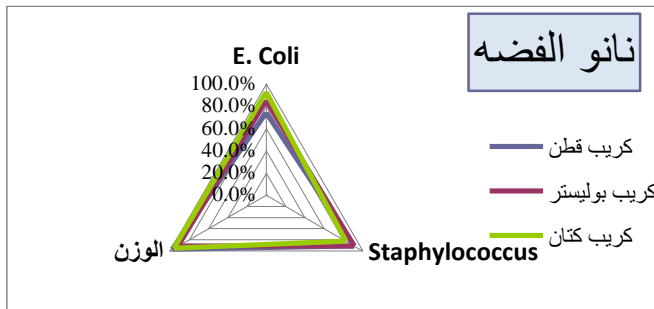 نانو الفضه
E. Coli
100.0%
80.0%
60.0%
40.0%
20.0%
0.0%
الوزن
Staphylococcus
كريب قطن
كريب بوليستر
كريب كتان